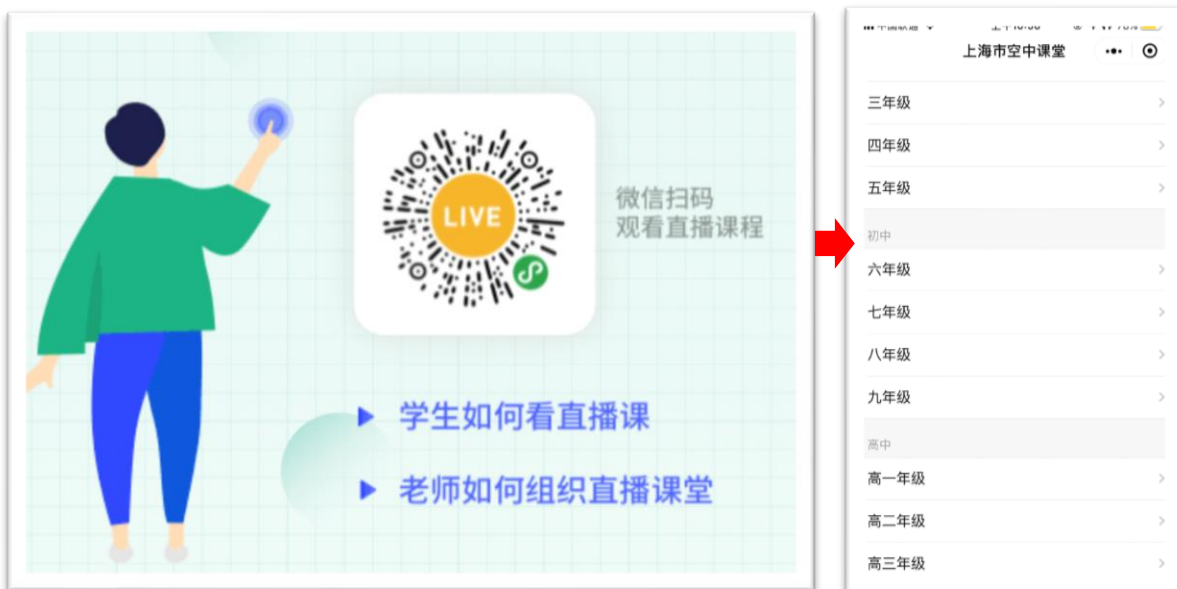 LIVE
微信扫码
观看直播课程
学生如何看直播课
老师如何组织直播课堂
上海市空中课堂
三年级
四年级
五年级
初中
六年级
七年级
八年级
九年级
高中
高一年级
高二年级
高三年级